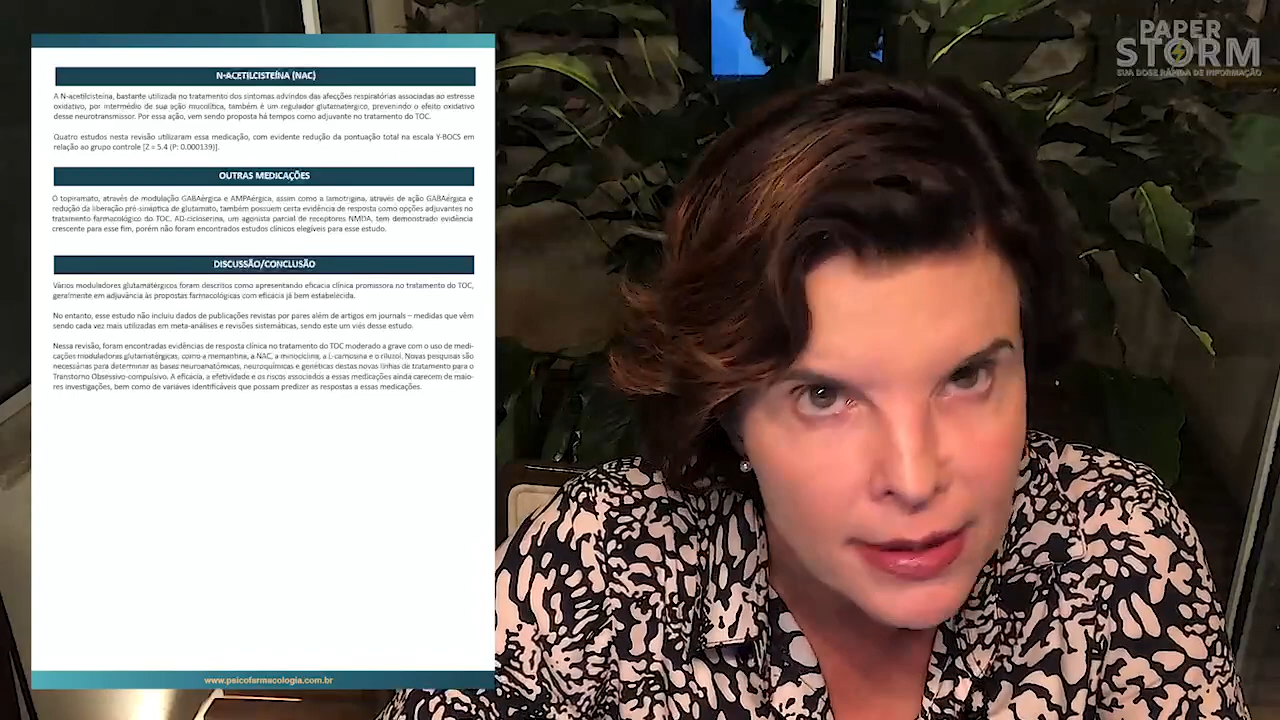 N-ACETILCISTEÍNA (NAC)
A N-acetilcisteína, bastante utilizada no tratamento dos sintomas advindos das afecções respiratórias associadas ao estresse
oxidativo, por intermédio de sua ação mucolítica, também é um regulador glutamatérgico, prevenindo o efeito oxidativo
desse neurotransmissor. Por essa ação, vem sendo proposta há tempos como adjuvante no tratamento do TOC.
Quatro estudos nesta revisão utilizaram essa medicação, com evidente redução da pontuação total na escala Y-BOCS em
relação ao grupo controle [Z = 5.4 (P: 0.000139)].
OUTRAS MEDICAÇÕES
O topiramato, através de modulação GABAérgica e AMPAérgica, assim como a lamotrigina, através de ação GABAérgica e
redução da liberação pré-sináptica de glutamato, também possuem certa evidência de resposta como opções adjuvantes no
tratamento farmacológico do TOC, AD-cicloserina, um agonista parcial de receptores NMDA, tem demonstrado evidência
crescente para esse fim, porém não foram encontrados estudos clínicos elegíveis para esse estudo.
DISCUSSÃO/CONCLUSÃO
Vários moduladores glutamatérgicos foram descritos como apresentando eficacia clínica promissora no tratamento do TOC,
geralmente em adjuvância às propostas farmacológicas com eficacia já bem estabelecida.
No entanto, esse estudo não incluiu dados de publicações revistas por pares além de artigos em journals – medidas que vêm
sendo cada vez mais utilizadas em meta-análises e revisões sistemáticas, sendo este um viés desse estudo.
Nessa revisão, foram encontradas evidências de resposta clínica no tratamento do TOC moderado a grave com o uso de medi-
cações moduladoras glutamatérgicas, como a memantina, a NAC, a minociclina, a L-carnosina e o riluzol. Novas pesquisas são
necessárias para determinar as bases neuroanatômicas, neuroquímicas e genéticas destas novas linhas de tratamento para o
Transtorno Obsessivo-compulsivo. A eficácia, a efetividade e os riscos associados a essas medicações ainda carecem de maio-
res investigações, bem como de variáveis identificáveis que possam predizer as respostas a essas medicações.
www.psicofarmacologia.com.br
PAPER
STORM
SUA DOSE RÁPIDA DE INFORMAÇÃO